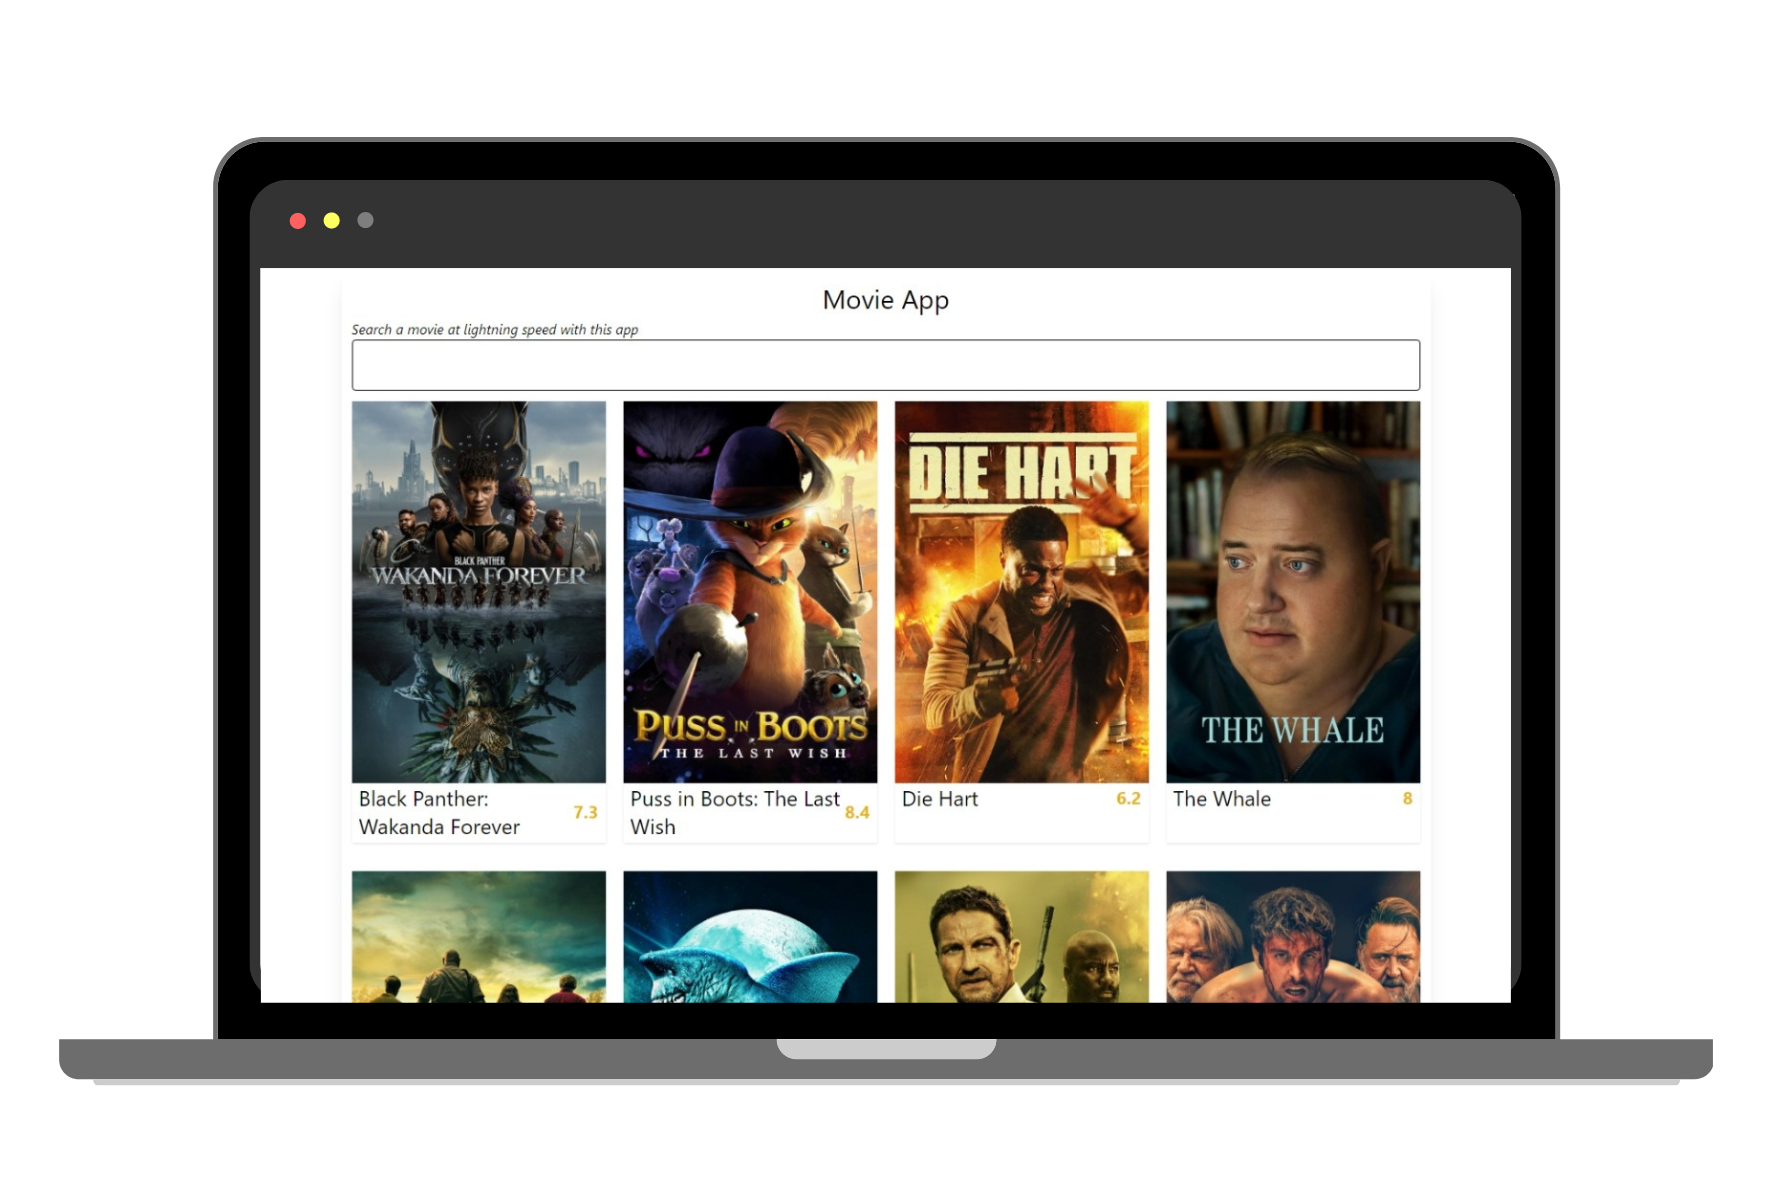 Movie App
Search a movie at lightning speed with this app
BLACK PANTHER
WAKANDA FOREVER
PUSS IN BOOTS
THE LAST WISH
DIE HART
THE WHALE
Black Panther:
Wakanda Forever
7.3
Puss in Boots: The Last
Wish
8.4
Die Hart
6.2
The Whale
8